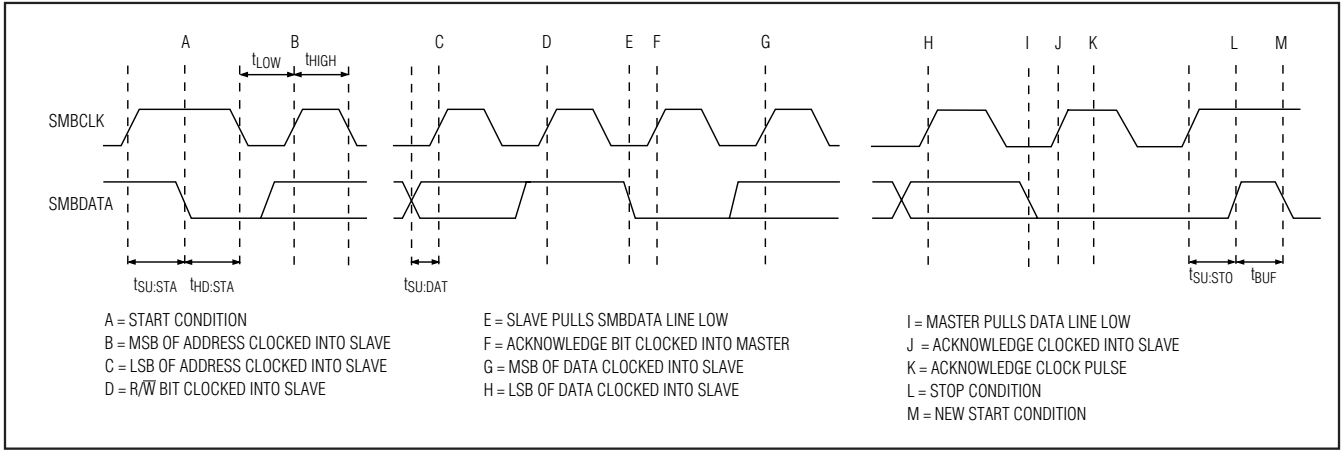 A B C D E F G H I J K L M
tLOW tHIGH
SMBCLK
SMBDATA
tSU:STA tHD:STA tSU:DAT tSU:STO tBUF
A = START CONDITION
B = MSB OF ADDRESS CLOCKED INTO SLAVE
C = LSB OF ADDRESS CLOCKED INTO SLAVE
D = R/W̅ BIT CLOCKED INTO SLAVE
E = SLAVE PULLS SMBDATA LINE LOW
F = ACKNOWLEDGE BIT CLOCKED INTO MASTER
G = MSB OF DATA CLOCKED INTO SLAVE
H = LSB OF DATA CLOCKED INTO SLAVE
I = MASTER PULLS DATA LINE LOW
J = ACKNOWLEDGE CLOCKED INTO SLAVE
K = ACKNOWLEDGE CLOCK PULSE
L = STOP CONDITION
M = NEW START CONDITION